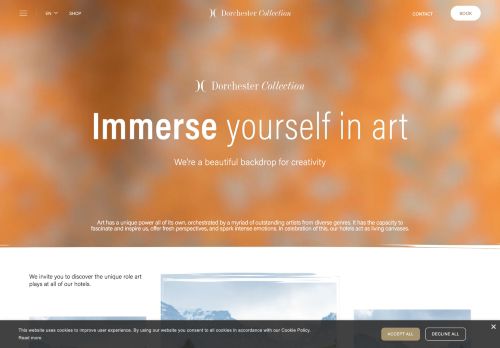 EN
SHOP
Dorchester Collection
CONTACT
BOOK
Dorchester Collection
Immerse yourself in art
We're a beautiful backdrop for creativity
Art has a unique power all of its own, orchestrated by a myriad of outstanding artists from diverse genres. It has the capacity to
fascinate and inspire us, offer fresh perspectives, and spark intense emotions. In celebration of this, our hotels act as living canvases.
We invite you to discover the unique role art
plays at all of our hotels.
This website uses cookies to improve user experience. By using our website you consent to all cookies in accordance with our Cookie Policy.
Read more
ACCEPT ALL
DECLINE ALL